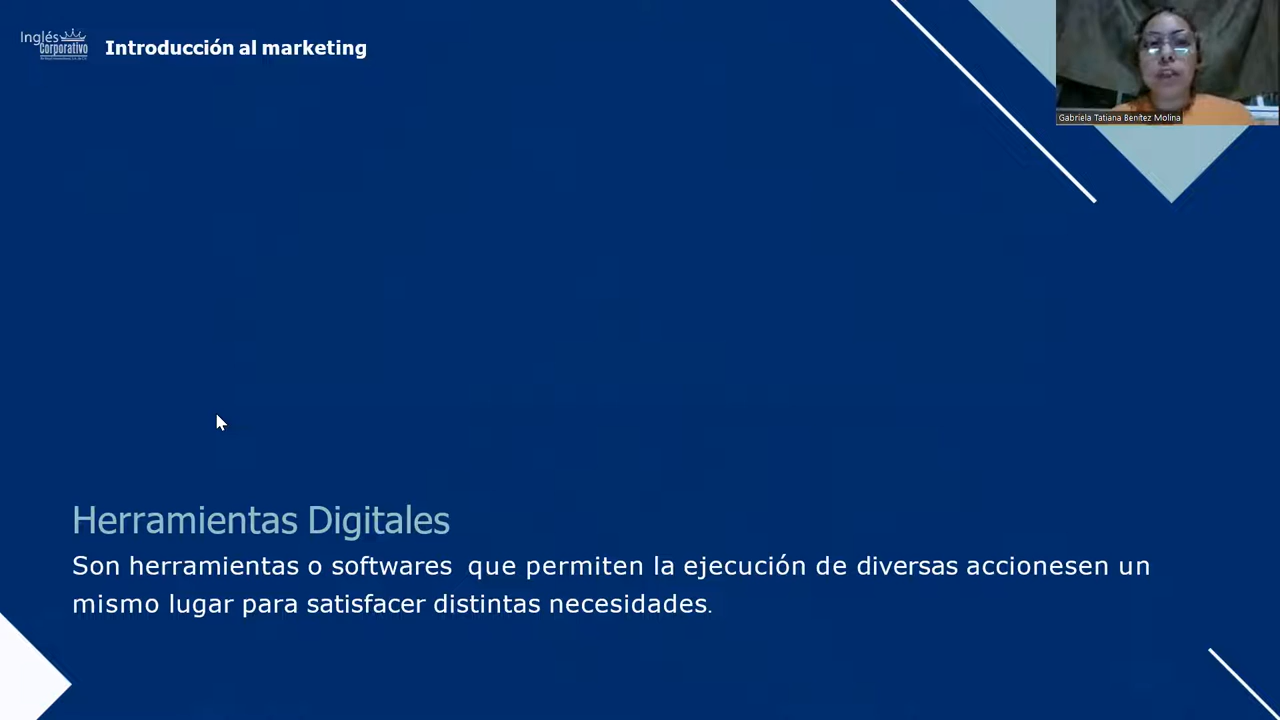 Inglés
Corporativo
Introducción al marketing
Gabriela Tatiana Benítez Molina
Herramientas Digitales
Son herramientas o softwares que permiten la ejecución de diversas accionesen un
mismo lugar para satisfacer distintas necesidades.